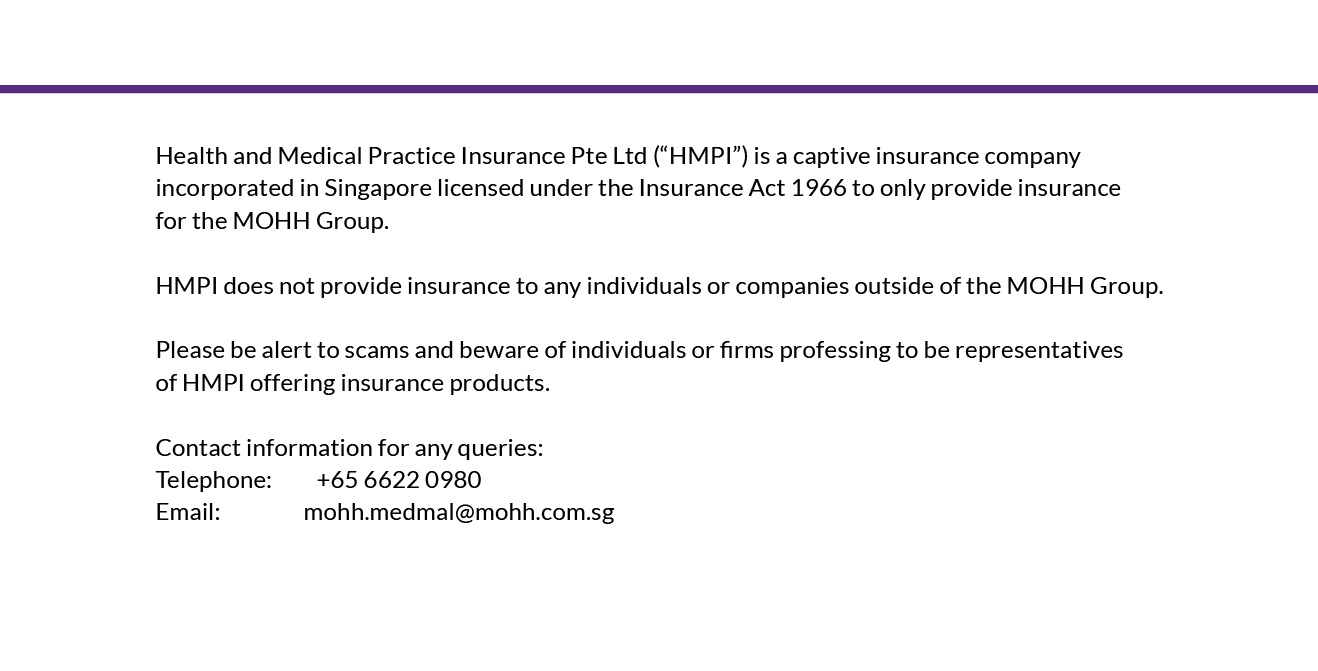 Health and Medical Practice Insurance Pte Ltd (“HMPI”) is a captive insurance company
incorporated in Singapore licensed under the Insurance Act 1966 to only provide insurance
for the MOHH Group.
HMPI does not provide insurance to any individuals or companies outside of the MOHH Group.
Please be alert to scams and beware of individuals or firms professing to be representatives
of HMPI offering insurance products.
Contact information for any queries:
Telephone: +65 6622 0980
Email: mohh.medmal@mohh.com.sg